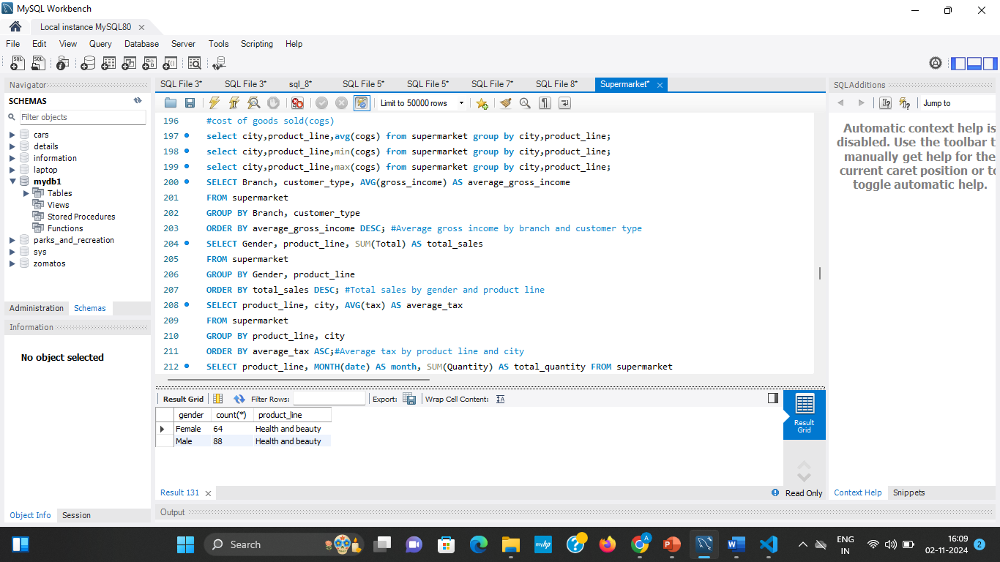 MySQL Workbench
Local instance MySQL80
File Edit View Query Database Server Tools Scripting Help
Navigator
SCHEMAS
Filter objects
cars
details
information
laptop
mydb1
Tables
Views
Stored Procedures
Functions
parks_and_recreation
sys
zomatos
Administration Schemas
Information
No object selected
Object Info Session
SQL File 3* SQL File 3* sql_8* SQL File 5* SQL File 5* SQL File 7* SQL File 8* Supermarket*
Limit to 50000 rows
196 #cost of goods sold(cogs)
197 select city,product_line,avg(cogs) from supermarket group by city,product_line;
198 select city,product_line,min(cogs) from supermarket group by city,product_line;
199 select city,product_line,max(cogs) from supermarket group by city,product_line;
200 SELECT Branch, customer_type, AVG(gross_income) AS average_gross_income
201 FROM supermarket
202 GROUP BY Branch, customer_type
203 ORDER BY average_gross_income DESC; #Average gross income by branch and customer type
204 SELECT Gender, product_line, SUM(Total) AS total_sales
205 FROM supermarket
206 GROUP BY Gender, product_line
207 ORDER BY total_sales DESC; #Total sales by gender and product line
208 SELECT product_line, city, AVG(tax) AS average_tax
209 FROM supermarket
210 GROUP BY product_line, city
211 ORDER BY average_tax ASC;#Average tax by product line and city
212 SELECT product_line, MONTH(date) AS month, SUM(Quantity) AS total_quantity FROM supermarket
Result Grid Filter Rows: Export: Wrap Cell Content:
gender count(*) product_line
Female 64 Health and beauty
Male 88 Health and beauty
Result Grid
Result 131
Read Only
Output
SQLAdditions
Jump to
Automatic context help is
disabled. Use the toolbar t
manually get help for the
current caret position or to
toggle automatic help.
Context Help Snippets
Search
myhp
A
ENG
IN
16:09
02-11-2024
2